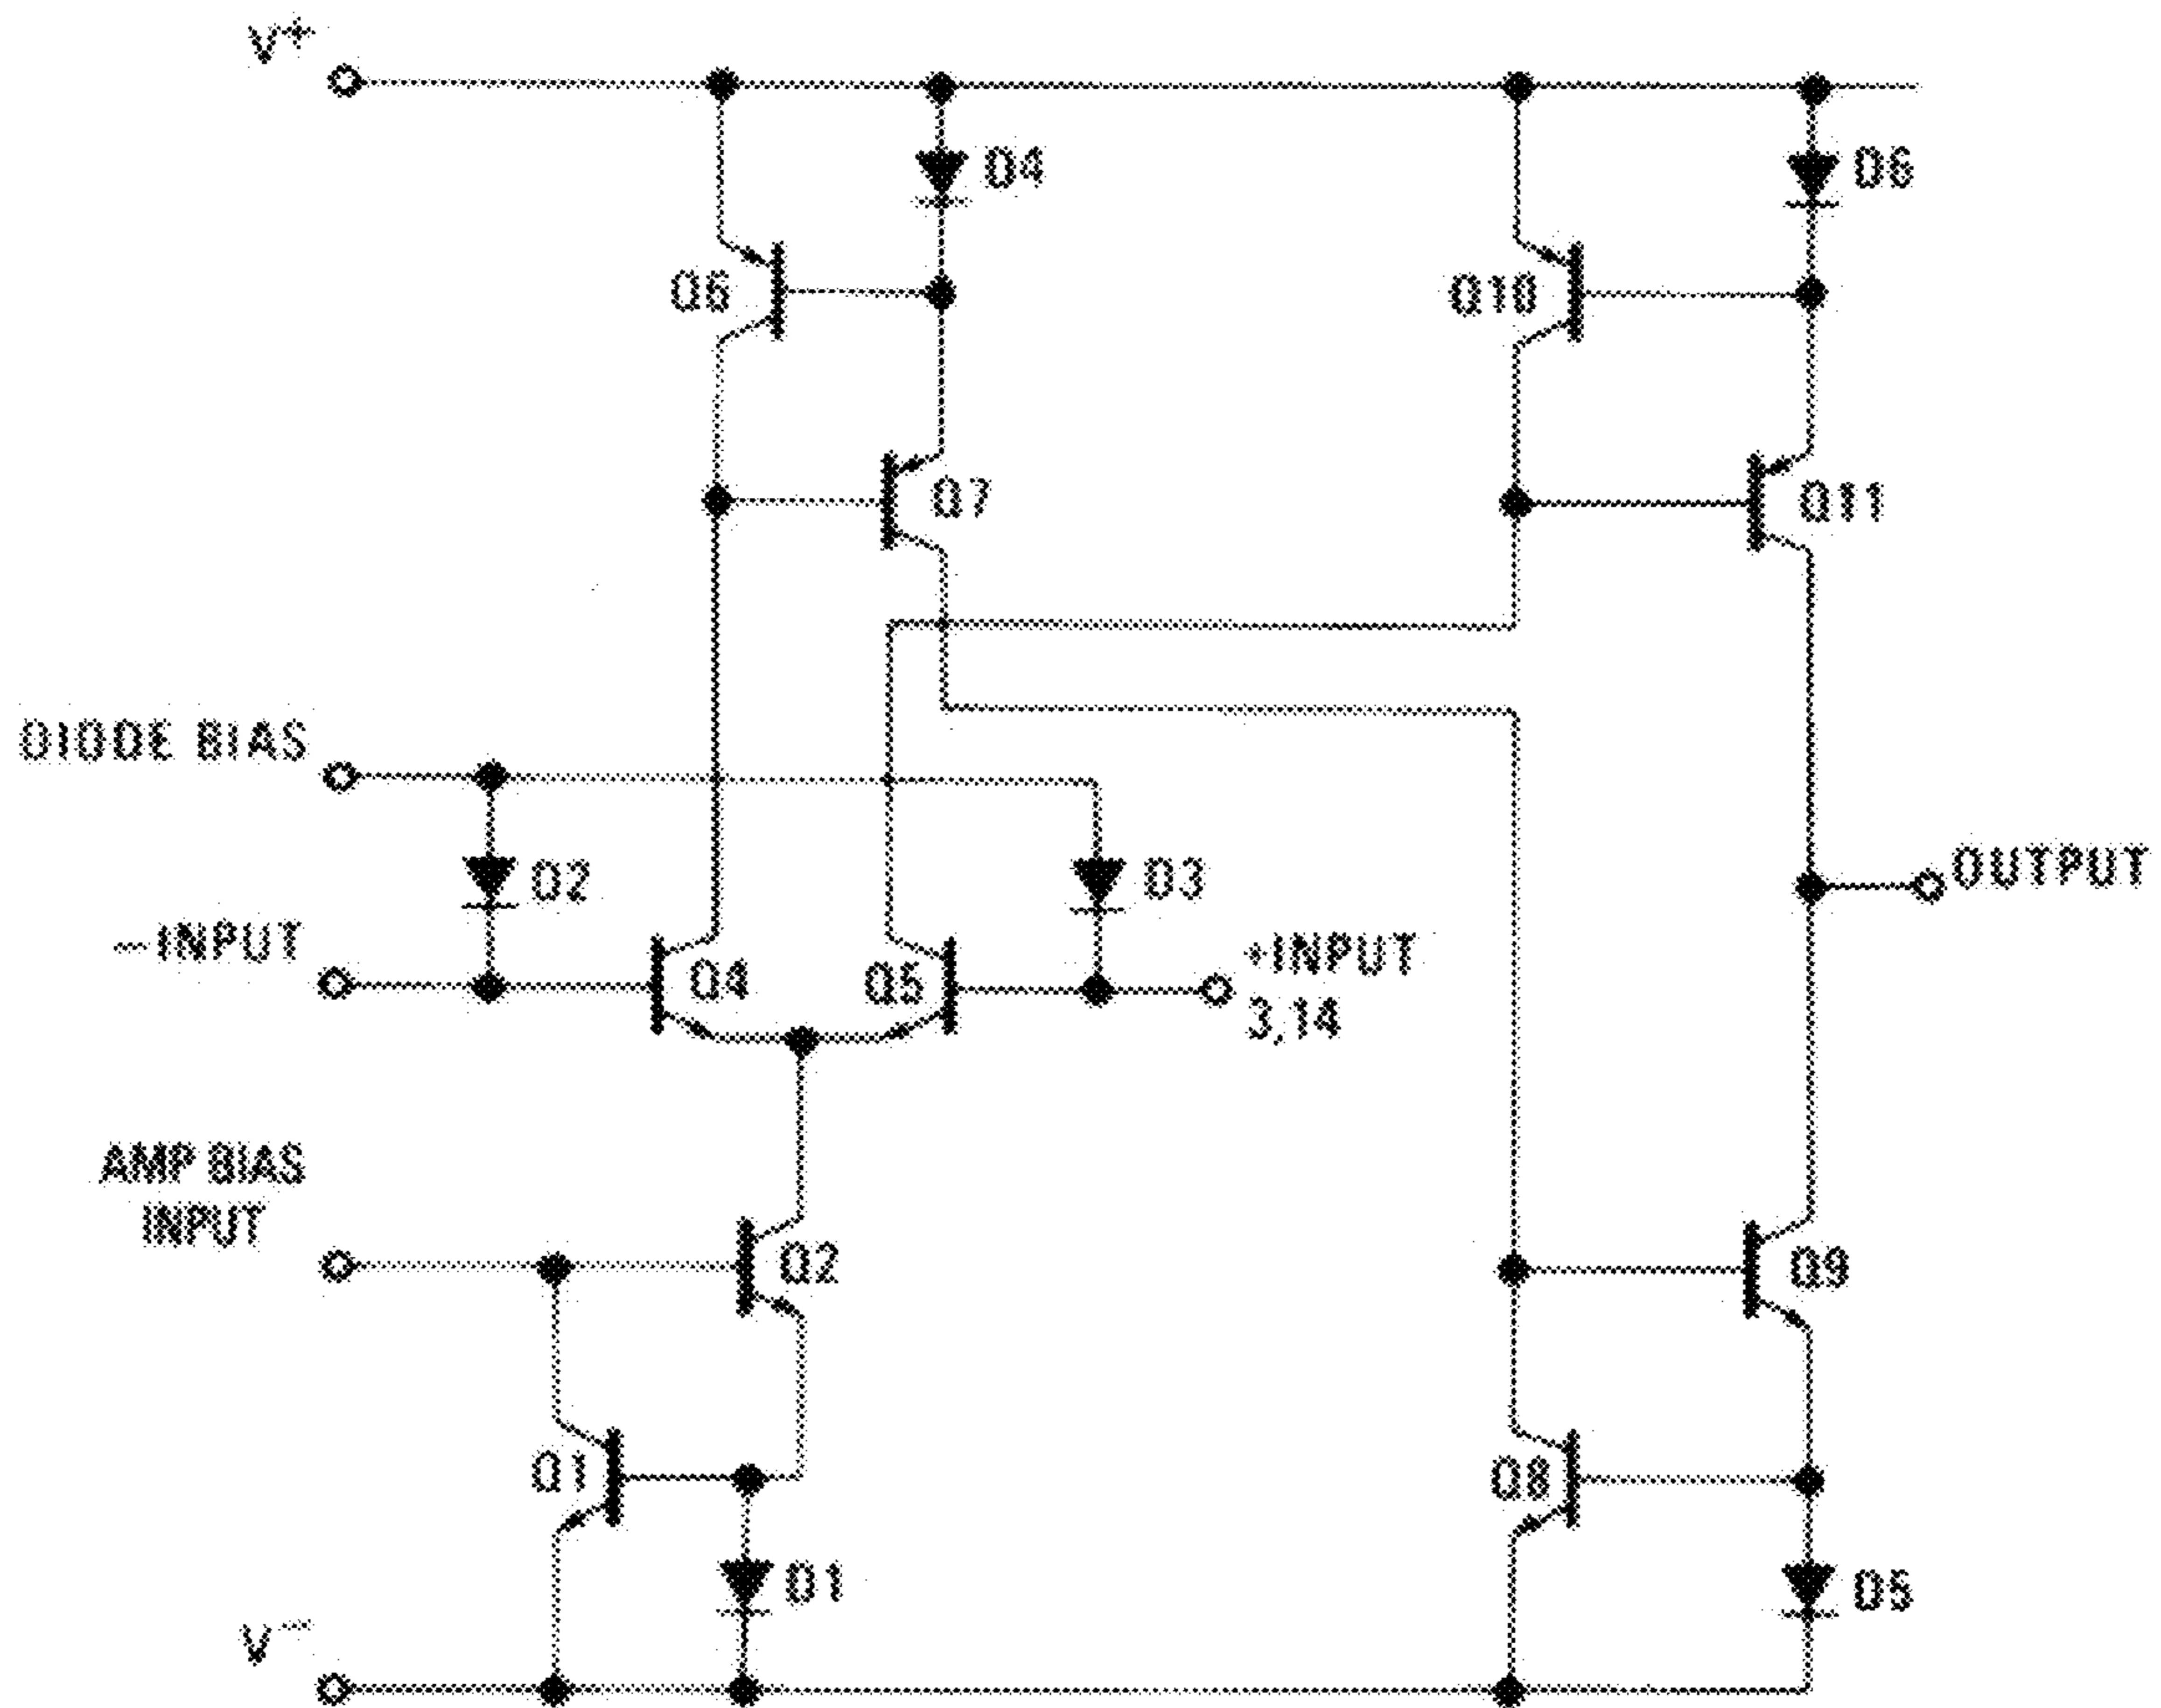 V+
D4
D6
Q6
Q10
Q7
Q11
DIODE BIAS
D2
D3
OUTPUT
—INPUT
Q4
Q5
+INPUT
3,14
AMP BIAS
INPUT
Q2
Q9
Q1
Q8
D1
D5
V—